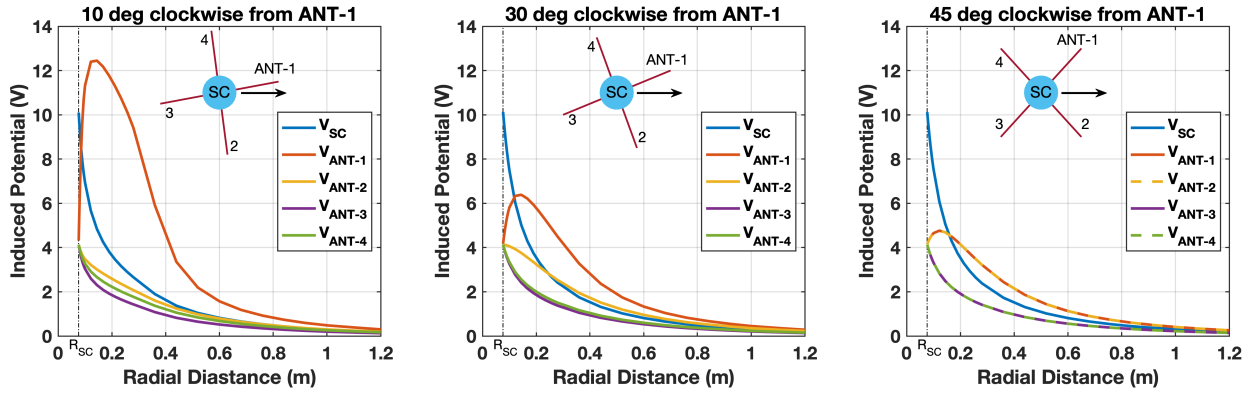 10 deg clockwise from ANT-1
14
12
10
8
6
4
2
0
Induced Potential (V)
4
ANT-1
SC
3
2
V_SC
V_ANT-1
V_ANT-2
V_ANT-3
V_ANT-4
0 R_SC 0.2 0.4 0.6 0.8 1 1.2
Radial Diastance (m)
30 deg clockwise from ANT-1
14
12
10
8
6
4
2
0
Induced Potential (V)
4
ANT-1
SC
3
2
V_SC
V_ANT-1
V_ANT-2
V_ANT-3
V_ANT-4
0 R_SC 0.2 0.4 0.6 0.8 1 1.2
Radial Diastance (m)
45 deg clockwise from ANT-1
14
12
10
8
6
4
2
0
Induced Potential (V)
ANT-1
4
SC
3
2
V_SC
V_ANT-1
V_ANT-2
V_ANT-3
V_ANT-4
0 R_SC 0.2 0.4 0.6 0.8 1 1.2
Radial Diastance (m)